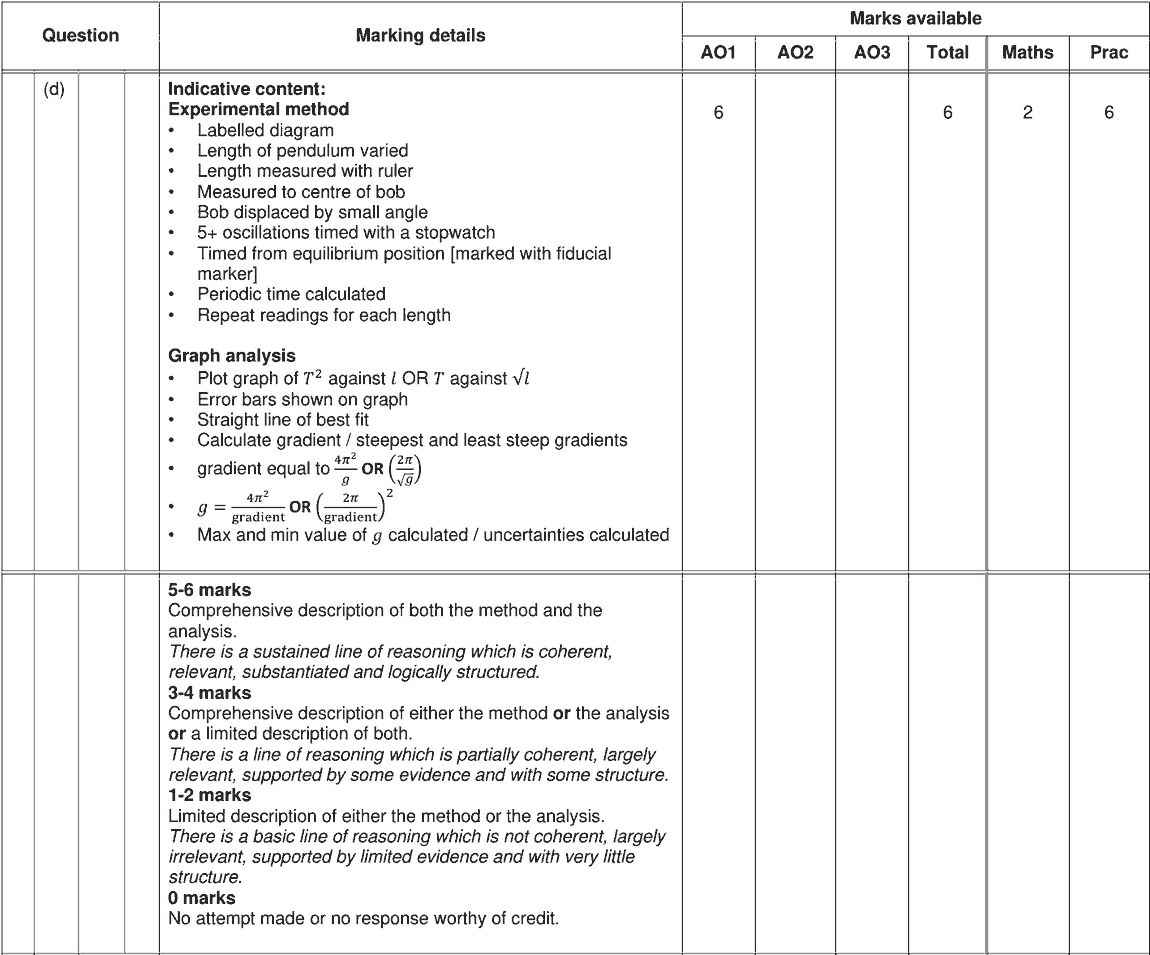 Question Marking details Marks available
AO1 AO2 AO3 Total Maths Prac
(d) Indicative content: 
Experimental method 6 6 2 6
• Labelled diagram
• Length of pendulum varied
• Length measured with ruler
• Measured to centre of bob
• Bob displaced by small angle
• 5+ oscillations timed with a stopwatch
• Timed from equilibrium position [marked with fiducial
marker]
• Periodic time calculated
• Repeat readings for each length
Graph analysis
• Plot graph of T² against l OR T against √l
• Error bars shown on graph
• Straight line of best fit
• Calculate gradient / steepest and least steep gradients
• gradient equal to 4π²/g OR (2π/√g)
• g = 4π²/gradient OR (2π/gradient)²
• Max and min value of g calculated / uncertainties calculated
5-6 marks
Comprehensive description of both the method and the
analysis.
There is a sustained line of reasoning which is coherent,
relevant, substantiated and logically structured.
3-4 marks
Comprehensive description of either the method or the analysis
or a limited description of both.
There is a line of reasoning which is partially coherent, largely
relevant, supported by some evidence and with some structure.
1-2 marks
Limited description of either the method or the analysis.
There is a basic line of reasoning which is not coherent, largely
irrelevant, supported by limited evidence and with very little
structure.
0 marks
No attempt made or no response worthy of credit.